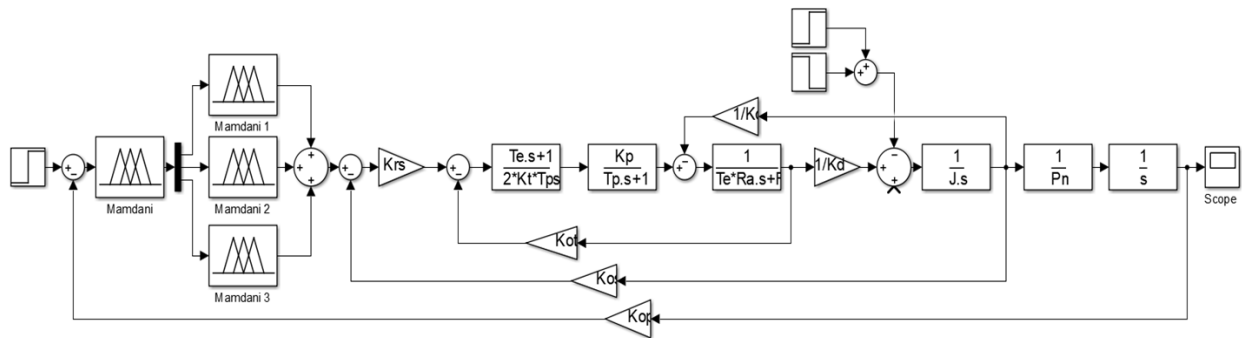 Mamdani
Mamdani 1
Mamdani 2
Mamdani 3
+
−
+
+
+
+
−
Krs
+
−
Te.s+1
2*Kt*Tps
Kp
Tp.s+1
−
+
1
Te*Ra.s+F
1/K
1/Kd
+
+
−
+
+
1
J.s
1
Pn
1
s
Scope
Kot
Kos
Kop